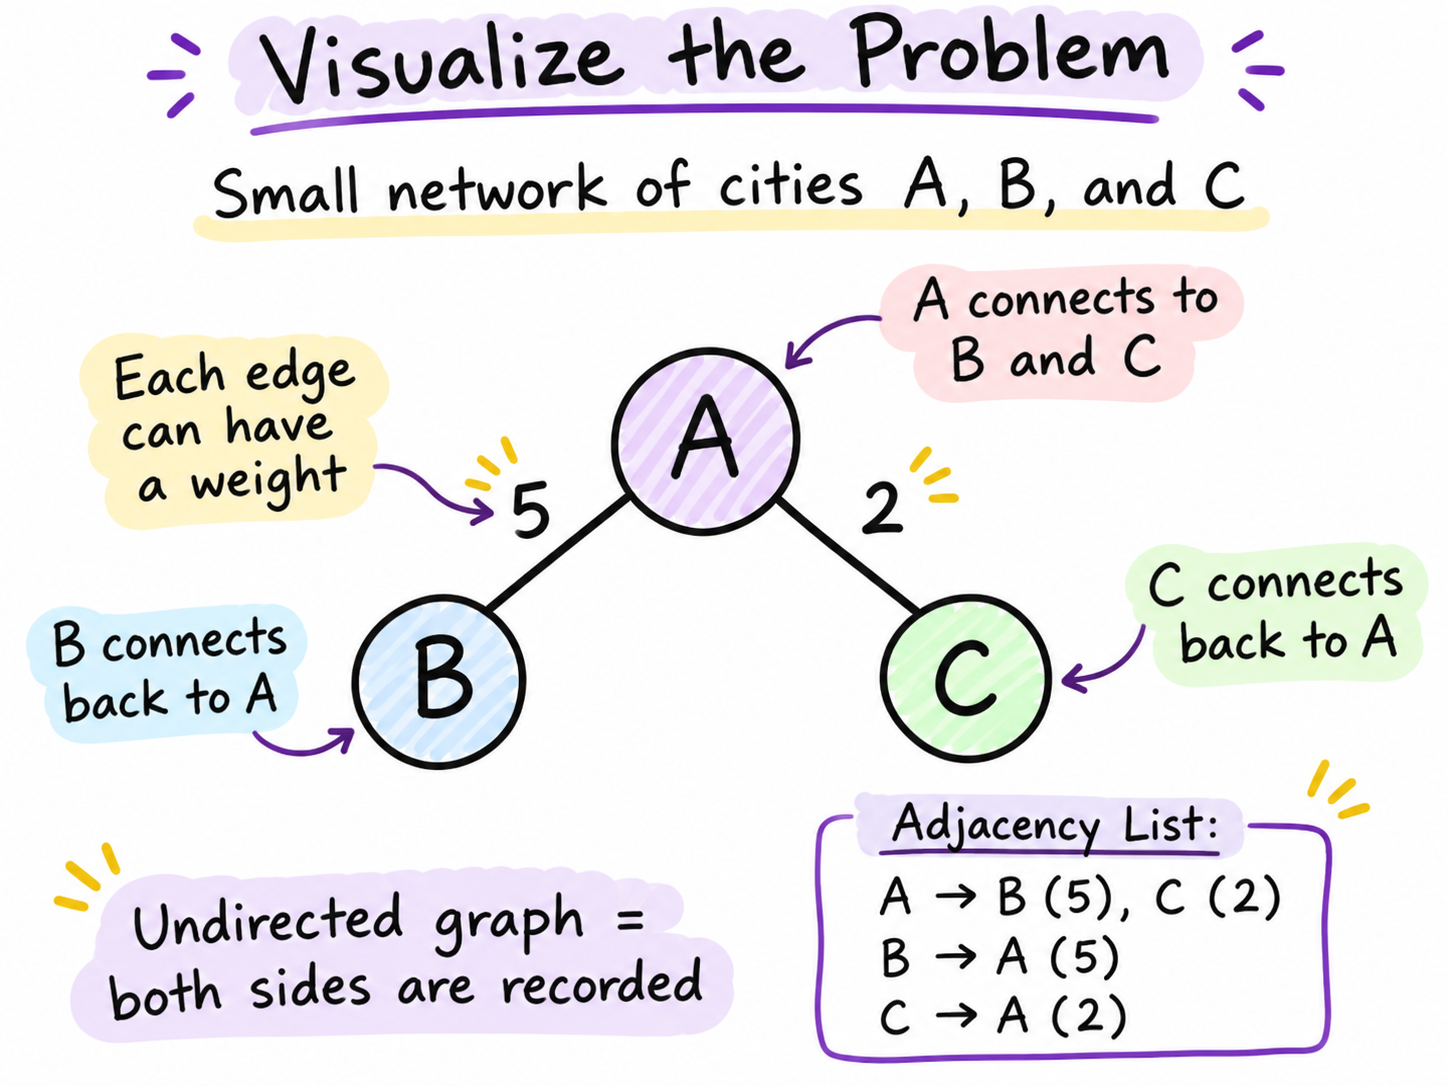 Visualize the Problem
Small network of cities A, B, and C
A connects to
B and C
Each edge
can have
a weight
5
2
A
B
C
B connects
back to A
C connects
back to A
Undirected graph =
both sides are recorded
Adjacency List:
A → B (5), C (2)
B → A (5)
C → A (2)